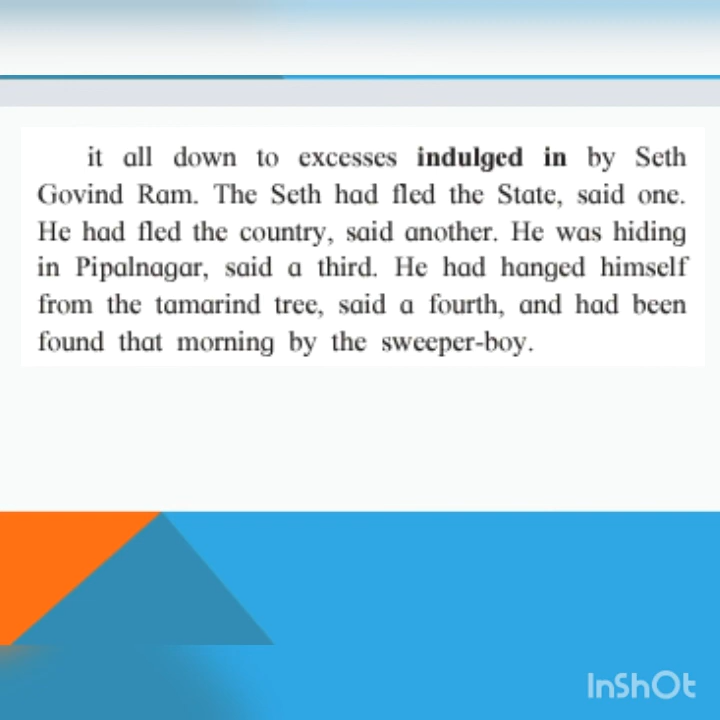 it all down to excesses indulged in by Seth
Govind Ram. The Seth had fled the State, said one.
He had fled the country, said another. He was hiding
in Pipalnagar, said a third. He had hanged himself
from the tamarind tree, said a fourth, and had been
found that morning by the sweeper-boy.
InShOt